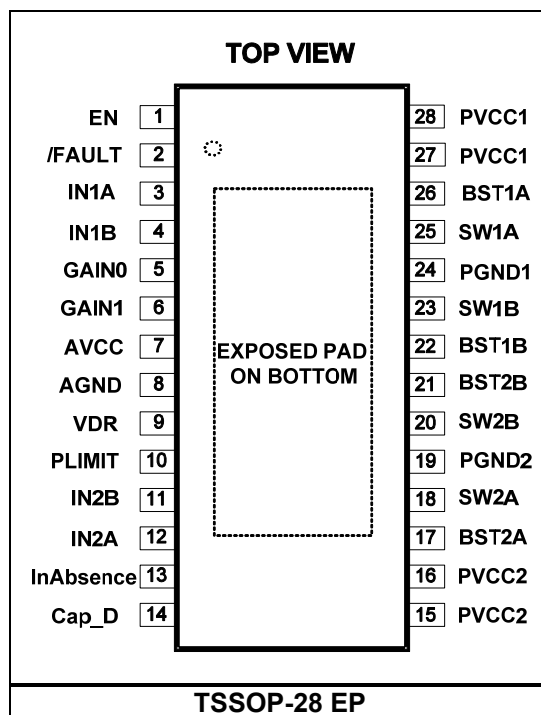 TOP VIEW
EN 1 28 PVCC1
/FAULT 2 27 PVCC1
IN1A 3 26 BST1A
IN1B 4 25 SW1A
GAIN0 5 24 PGND1
GAIN1 6 23 SW1B
AVCC 7 22 BST1B
EXPOSED PAD
AGND 8 21 BST2B
ON BOTTOM
VDR 9 20 SW2B
PLIMIT 10 19 PGND2
IN2B 11 18 SW2A
IN2A 12 17 BST2A
InAbsence 13 16 PVCC2
Cap_D 14 15 PVCC2
TSSOP-28 EP